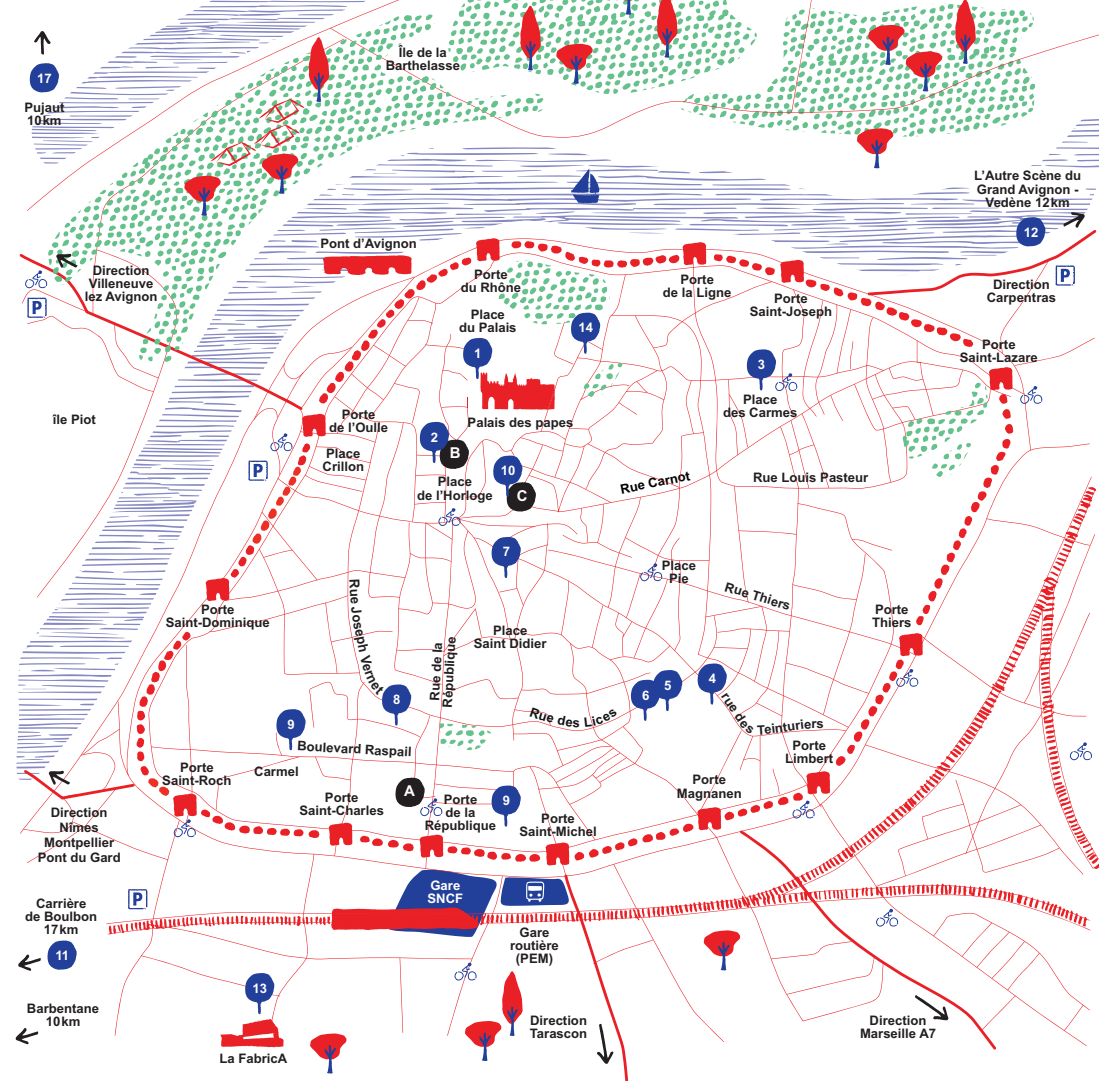 17
Pujaut
10km
Île de la
Barthelasse
L'Autre Scène du
Grand Avignon -
Vedène 12km
12
P
Direction
Carpentras
Pont d'Avignon
Direction
Villeneuve
lez Avignon
P
Porte
du Rhône
Porte
de la Ligne
Porte
Saint-Joseph
Porte
Saint-Lazare
Place
du Palais
14
1
3
Place
des Carmes
Palais des papes
île Piot
Porte
de l'Oulle
Place
Crillon
P
2
B
10
C
Place
de l'Horloge
Rue Carnot
Rue Louis Pasteur
7
Place
Pie
Rue Thiers
Porte
Thiers
Porte
Saint-Dominique
Rue Joseph Vernet
Rue de la
République
Place
Saint Didier
8
6
5
4
Rue des Lices
rue des Teinturiers
9
Boulevard Raspail
Carmel
Porte
Limbert
Porte
Magnanen
Porte
Saint-Roch
Porte
Saint-Charles
A
Porte
de la
République
9
Porte
Saint-Michel
Direction
Nîmes
Montpellier
Pont du Gard
P
Gare
SNCF
Gare
routière
(PEM)
Carrière
de Boulbon
17km
11
Barbentane
10km
13
La FabricA
Direction
Tarascon
Direction
Marseille A7